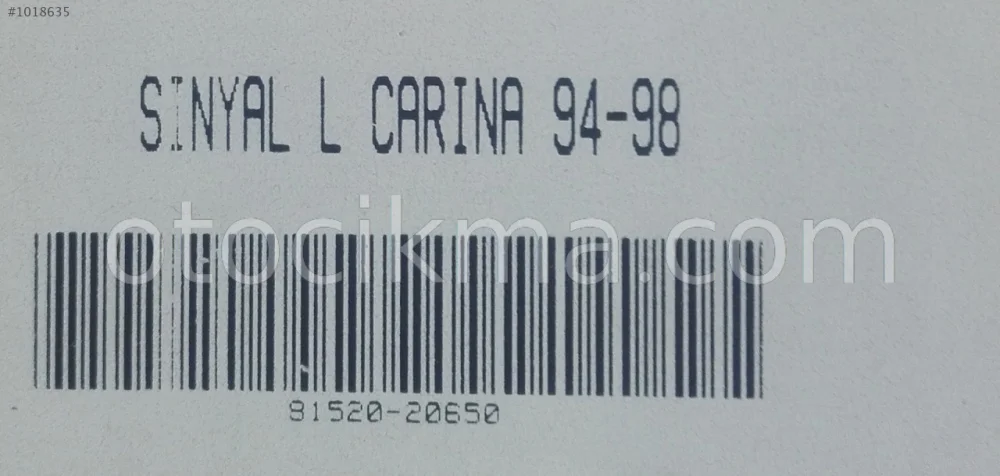 #1018635
SINYAL L CARINA 94-98
otocikma.com
81520-20650